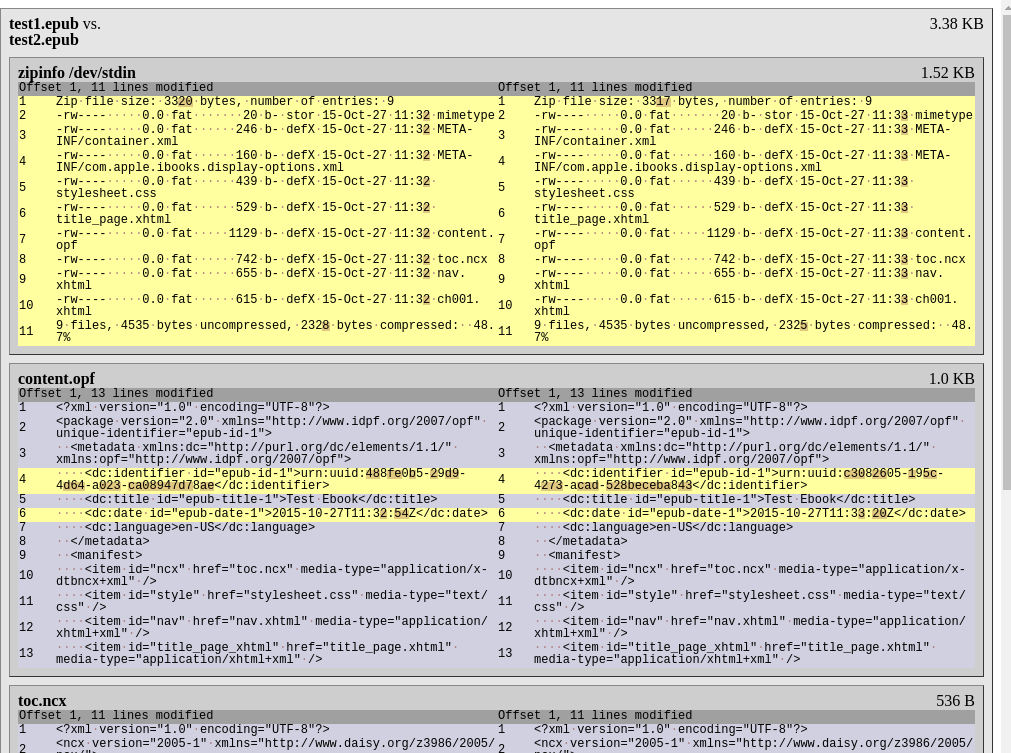 test1.epub vs.
test2.epub
3.38 KB
zipinfo /dev/stdin
1.52 KB
Offset 1, 11 lines modified
Offset 1, 11 lines modified
1 Zip·file·size:·3320·bytes,·number·of·entries:·9
1 Zip·file·size:·3317·bytes,·number·of·entries:·9
2 -rw----·····0.0·fat·······20·b-·stor·15-Oct-27·11:32·mimetype
2 -rw----·····0.0·fat·······20·b-·stor·15-Oct-27·11:33·mimetype
3 -rw----·····0.0·fat······246·b-·defX·15-Oct-27·11:32·META-
INF/container.xml
3 -rw----·····0.0·fat······246·b-·defX·15-Oct-27·11:33·META-
INF/container.xml
4 -rw----·····0.0·fat······160·b-·defX·15-Oct-27·11:32·META-
INF/com.apple.ibooks.display-options.xml
4 -rw----·····0.0·fat······160·b-·defX·15-Oct-27·11:33·META-
INF/com.apple.ibooks.display-options.xml
5 -rw----·····0.0·fat······439·b-·defX·15-Oct-27·11:32·
stylesheet.css
5 -rw----·····0.0·fat······439·b-·defX·15-Oct-27·11:33·
stylesheet.css
6 -rw----·····0.0·fat······529·b-·defX·15-Oct-27·11:32·
title_page.xhtml
6 -rw----·····0.0·fat······529·b-·defX·15-Oct-27·11:33·
title_page.xhtml
7 -rw----·····0.0·fat·····1129·b-·defX·15-Oct-27·11:32·content.
opf
7 -rw----·····0.0·fat·····1129·b-·defX·15-Oct-27·11:33·content.
opf
8 -rw----·····0.0·fat······742·b-·defX·15-Oct-27·11:32·toc.ncx
8 -rw----·····0.0·fat······742·b-·defX·15-Oct-27·11:33·toc.ncx
9 -rw----·····0.0·fat······655·b-·defX·15-Oct-27·11:32·nav.
xhtml
9 -rw----·····0.0·fat······655·b-·defX·15-Oct-27·11:33·nav.
xhtml
10 -rw----·····0.0·fat······615·b-·defX·15-Oct-27·11:32·ch001.
xhtml
10 -rw----·····0.0·fat······615·b-·defX·15-Oct-27·11:33·ch001.
xhtml
11 9·files,·4535·bytes·uncompressed,·2328·bytes·compressed:··48.
7%
11 9·files,·4535·bytes·uncompressed,·2325·bytes·compressed:··48.
7%
content.opf
1.0 KB
Offset 1, 13 lines modified
Offset 1, 13 lines modified
1 <?xml·version="1.0"·encoding="UTF-8"?>
1 <?xml·version="1.0"·encoding="UTF-8"?>
2 <package·version="2.0"·xmlns="http://www.idpf.org/2007/opf"·
unique-identifier="epub-id-1">
2 <package·version="2.0"·xmlns="http://www.idpf.org/2007/opf"·
unique-identifier="epub-id-1">
3 ··<metadata·xmlns:dc="http://purl.org/dc/elements/1.1/"·
xmlns:opf="http://www.idpf.org/2007/opf">
3 ··<metadata·xmlns:dc="http://purl.org/dc/elements/1.1/"·
xmlns:opf="http://www.idpf.org/2007/opf">
4 ····<dc:identifier·id="epub-id-1">urn:uuid:488fe0b5-29d9-
4d64-a023-ca08947d78ae</dc:identifier>
4 ····<dc:identifier·id="epub-id-1">urn:uuid:c3082605-195c-
4273-acad-528beceba843</dc:identifier>
5 ····<dc:title·id="epub-title-1">Test·Ebook</dc:title>
5 ····<dc:title·id="epub-title-1">Test·Ebook</dc:title>
6 ····<dc:date·id="epub-date-1">2015-10-27T11:32:54Z</dc:date>
6 ····<dc:date·id="epub-date-1">2015-10-27T11:33:20Z</dc:date>
7 ····<dc:language>en-US</dc:language>
7 ····<dc:language>en-US</dc:language>
8 ··</metadata>
8 ··</metadata>
9 ··<manifest>
9 ··<manifest>
10 ····<item·id="ncx"·href="toc.ncx"·media-type="application/x-
dtbncx+xml"·/>
10 ····<item·id="ncx"·href="toc.ncx"·media-type="application/x-
dtbncx+xml"·/>
11 ····<item·id="style"·href="stylesheet.css"·media-type="text/
css"·/>
11 ····<item·id="style"·href="stylesheet.css"·media-type="text/
css"·/>
12 ····<item·id="nav"·href="nav.xhtml"·media-type="application/
xhtml+xml"·/>
12 ····<item·id="nav"·href="nav.xhtml"·media-type="application/
xhtml+xml"·/>
13 ····<item·id="title_page_xhtml"·href="title_page.xhtml"·
media-type="application/xhtml+xml"·/>
13 ····<item·id="title_page_xhtml"·href="title_page.xhtml"·
media-type="application/xhtml+xml"·/>
toc.ncx
536 B
Offset 1, 11 lines modified
Offset 1, 11 lines modified
1 <?xml·version="1.0"·encoding="UTF-8"?>
1 <?xml·version="1.0"·encoding="UTF-8"?>
2 <ncx·version="2005-1"·xmlns="http://www.daisy.org/z3986/2005/
2 <ncx·version="2005-1"·xmlns="http://www.daisy.org/z3986/2005/